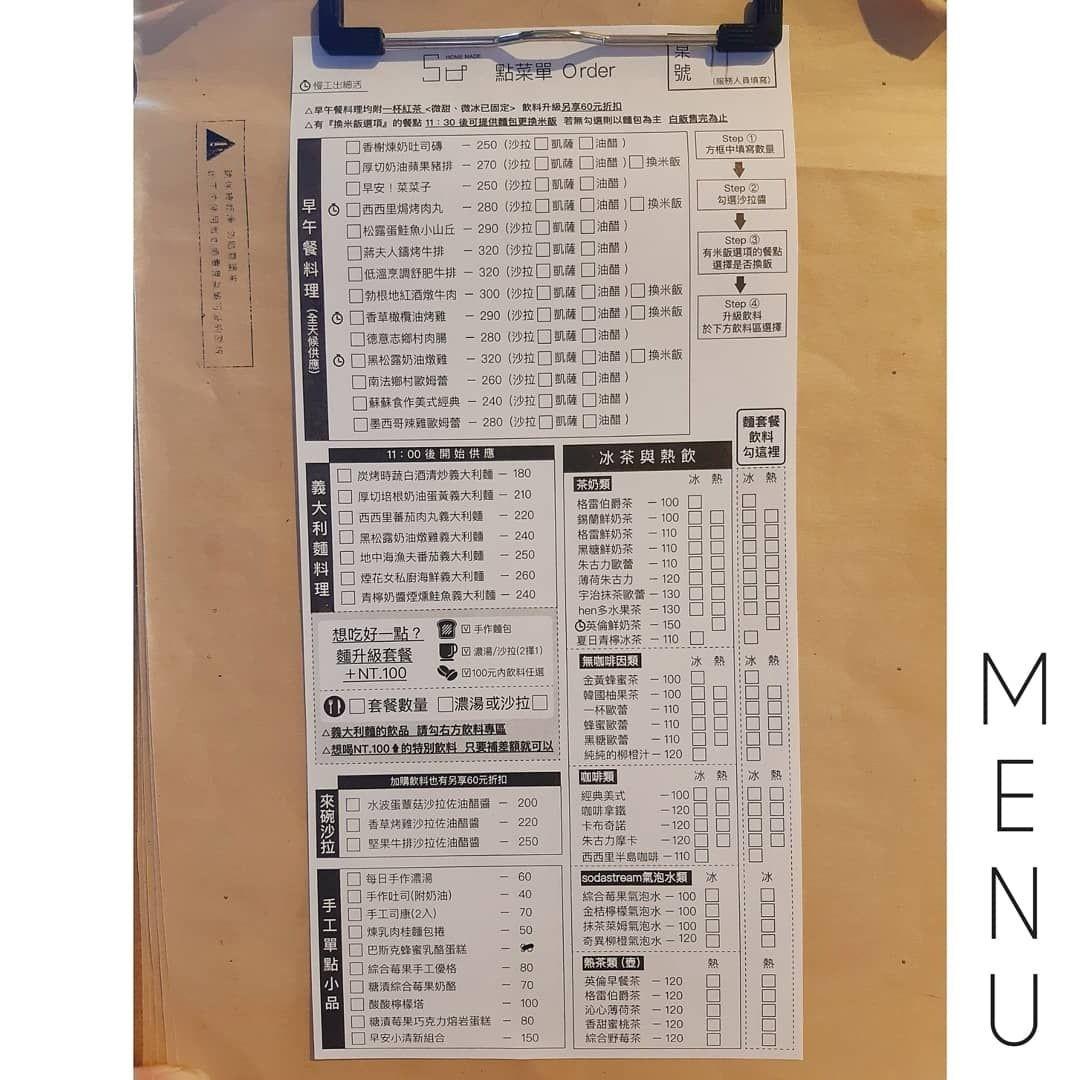 HOME MADE
點菜單 Order
桌號
(服務人員填寫)
慢工出細活
△早午餐料理均附一杯紅茶 <微甜、微冰已固定> 飲料升級另享60元折扣
△有『換米飯選項』的餐點 11:30 後可提供麵包更換米飯 若無勾選則以麵包為主 白飯售完為止
早午餐料理(全天候供應)
□香榭煉奶吐司磚 — 250 (沙拉□凱薩□油醋)
□厚切奶油蘋果豬排 — 270 (沙拉□凱薩□油醋)□換米飯
□早安!菜菜子 — 250 (沙拉□凱薩□油醋)
□西西里焗烤肉丸 — 280 (沙拉□凱薩□油醋)□換米飯
□松露蛋鮭魚小山丘 — 290 (沙拉□凱薩□油醋)
□蔣夫人鑄烤牛排 — 320 (沙拉□凱薩□油醋)
□低溫烹調舒肥牛排 — 320 (沙拉□凱薩□油醋)
□勃根地紅酒燉牛肉 — 300 (沙拉□凱薩□油醋)□換米飯
□香草橄欖油烤雞 — 290 (沙拉□凱薩□油醋)□換米飯
□德意志鄉村肉腸 — 280 (沙拉□凱薩□油醋)
□黑松露奶油燉雞 — 320 (沙拉□凱薩□油醋)□換米飯
□南法鄉村歐姆蕾 — 260 (沙拉□凱薩□油醋)
□蘇蘇食作美式經典 — 240 (沙拉□凱薩□油醋)
□墨西哥辣雞歐姆蕾 — 280 (沙拉□凱薩□油醋)
Step ①
方框中填寫數量
Step ②
勾選沙拉醬
Step ③
有米飯選項的餐點
選擇是否換飯
Step ④
升級飲料
於下方飲料區選擇
11:00後開始供應
義大利麵料理
□炭烤時蔬白酒清炒義大利麵 — 180
□厚切培根奶油蛋黃義大利麵 — 210
□西西里蕃茄肉丸義大利麵 — 220
□黑松露奶油燉雞義大利麵 — 240
□地中海漁夫番茄義大利麵 — 250
□煙花女私廚海鮮義大利麵 — 260
□青檸奶醬煙燻鮭魚義大利麵 — 240
想吃好一點?
麵升級套餐
+NT.100
☑手作麵包
☑濃湯/沙拉(2擇1)
☑100元內飲料任選
□套餐數量 □濃湯或沙拉□
△義大利麵的飲品 請勾右方飲料專區
△想喝NT.100⬆的特別飲料 只要補差額就可以
加購飲料也有另享60元折扣
來碗沙拉
□水波蛋蕈菇沙拉佐油醋醬 — 200
□香草烤雞沙拉佐油醋醬 — 220
□堅果牛排沙拉佐油醋醬 — 250
手工單點小品
□每日手作濃湯 — 60
□手作吐司(附奶油) — 40
□手工司康(2入) — 70
□煉乳肉桂麵包捲 — 50
□巴斯克蜂蜜乳酪蛋糕 —
□綜合莓果手工優格 — 80
□糖漬綜合莓果奶酪 — 70
□酸酸檸檬塔 — 100
□糖漬莓果巧克力熔岩蛋糕 — 80
□早安小清新組合 — 150
冰茶與熱飲
麵套餐
飲料
勾這裡
茶奶類 冰 熱 冰 熱
格雷伯爵茶 — 100
錫蘭鮮奶茶 — 100
格雷鮮奶茶 — 110
黑糖鮮奶茶 — 110
朱古力歐蕾 — 110
薄荷朱古力 — 120
宇治抹茶歐蕾 — 130
hen多水果茶 — 130
英倫鮮奶茶 — 150
夏日青檸冰茶 — 110
無咖啡因類 冰 熱 冰 熱
金黃蜂蜜茶 — 100
韓國柚果茶 — 100
一杯歐蕾 — 110
蜂蜜歐蕾 — 110
黑糖歐蕾 — 110
純純的柳橙汁 — 120
咖啡類 冰 熱 冰 熱
經典美式 — 100
咖啡拿鐵 — 120
卡布奇諾 — 120
朱古力摩卡 — 120
西西里半島咖啡 — 110
sodastream氣泡水類 冰 冰
綜合莓果氣泡水 — 100
金桔檸檬氣泡水 — 100
抹茶萊姆氣泡水 — 100
奇異柳橙氣泡水 — 120
熱茶類(壺) 熱 熱
英倫早餐茶 — 120
格雷伯爵茶 — 120
沁心薄荷茶 — 120
香甜蜜桃茶 — 120
綜合野莓茶 — 120
MENU